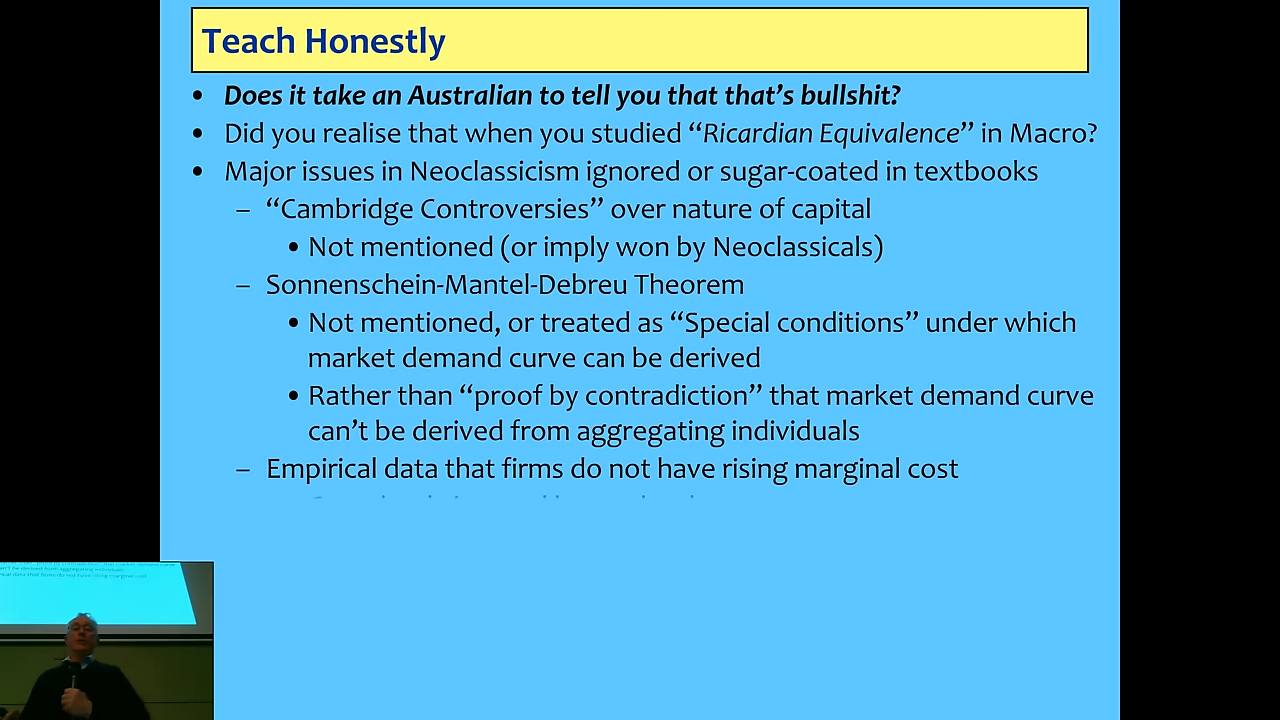 Teach Honestly
• Does it take an Australian to tell you that that's bullshit?
• Did you realise that when you studied “Ricardian Equivalence” in Macro?
• Major issues in Neoclassicism ignored or sugar-coated in textbooks
– “Cambridge Controversies” over nature of capital
• Not mentioned (or imply won by Neoclassicals)
– Sonnenschein-Mantel-Debreu Theorem
• Not mentioned, or treated as “Special conditions” under which
market demand curve can be derived
• Rather than “proof by contradiction” that market demand curve
can't be derived from aggregating individuals
– Empirical data that firms do not have rising marginal cost